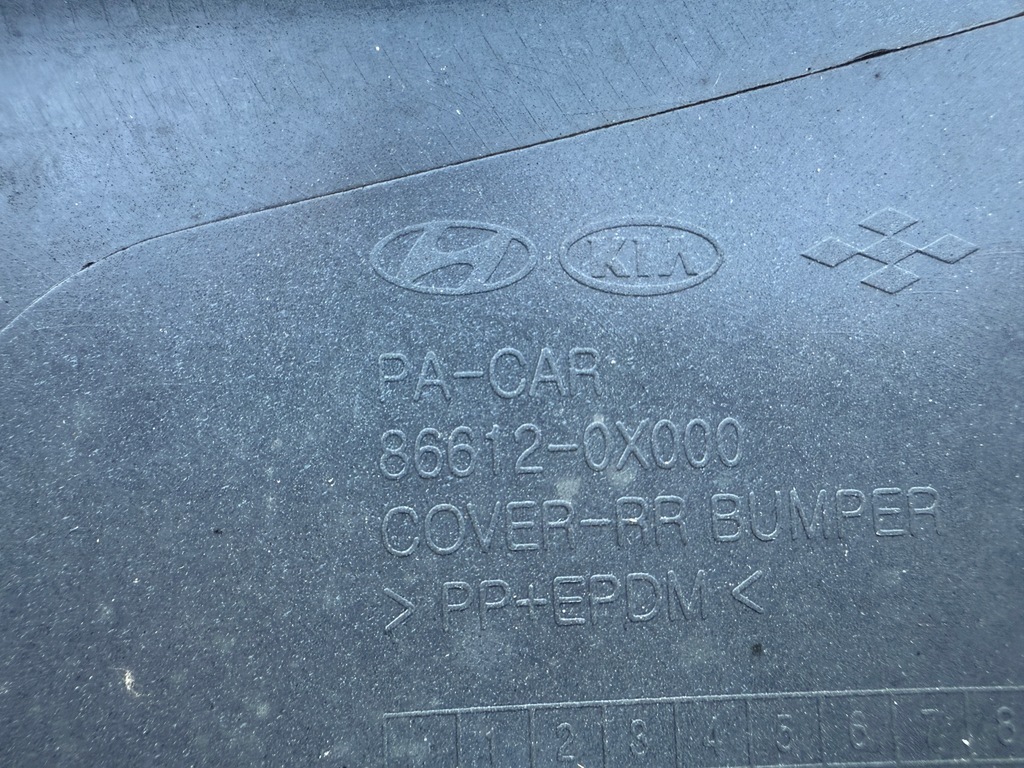 KIA
PA-CAR
86612-0X000
COVER-RR BUMPER
> PP+EPDM <
1 2 3 4 5 6 7 8